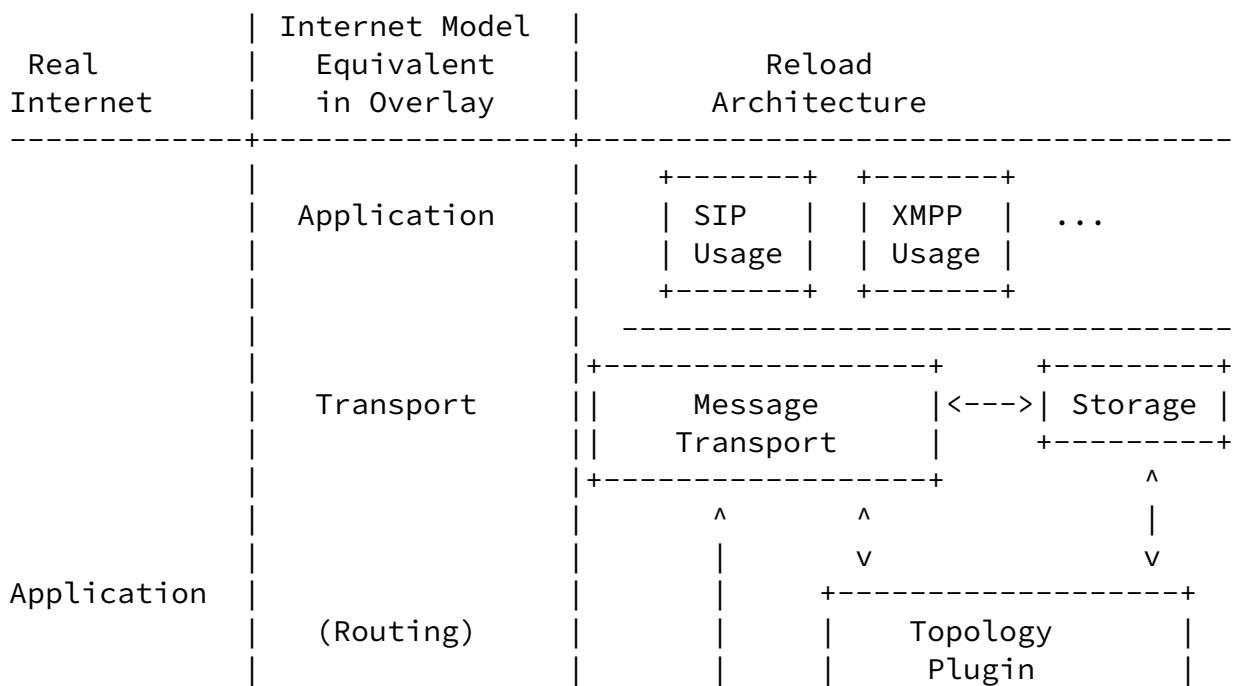 | Internet Model  |
 Real        |   Equivalent    |          Reload
Internet     |   in Overlay    |       Architecture
-------------+-----------------+------------------------------------
             |                 |    +-------+  +-------+
             |  Application    |    | SIP   |  | XMPP  |  ...
             |                 |    | Usage |  | Usage |
             |                 |    +-------+  +-------+
             |                 |  ----------------------------------
             |                 |+------------------+     +---------+
             |   Transport     ||     Message      |<--->| Storage |
             |                 ||    Transport     |     +---------+
             |                 |+------------------+           ^
             |                 |       ^       ^               |
             |                 |       |       v               v
Application  |                 |       |     +-------------------+
             |   (Routing)     |       |     |    Topology       |
             |                 |       |     |     Plugin        |